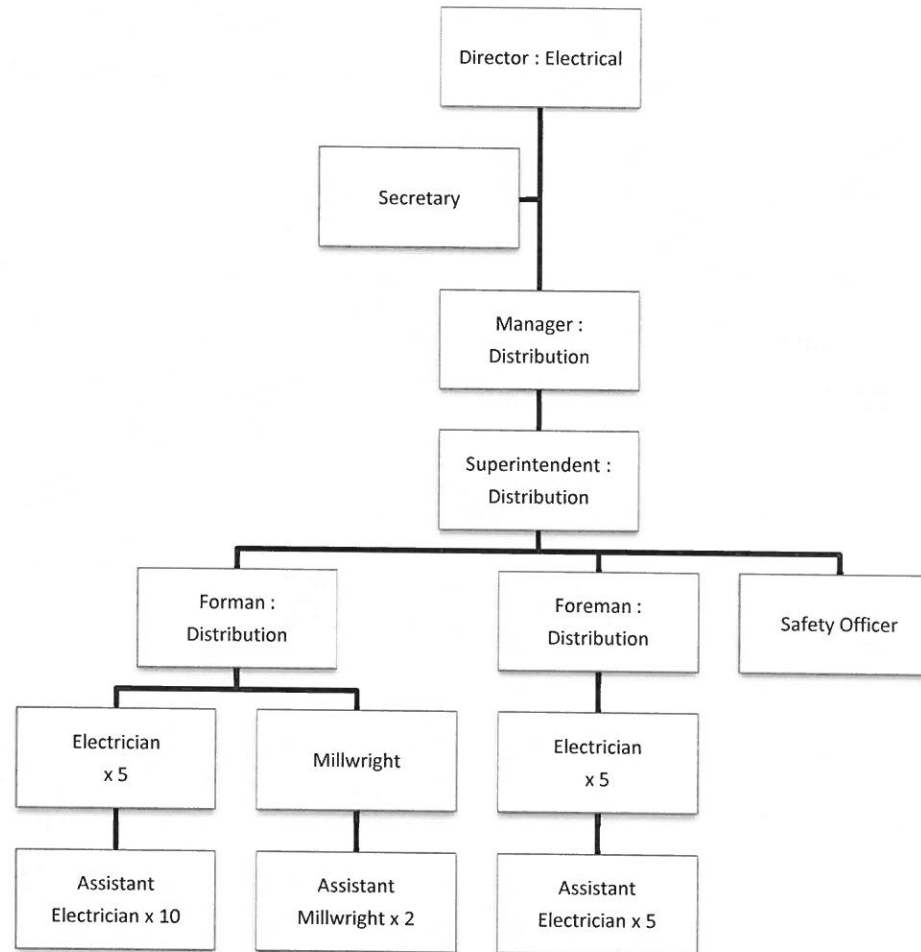 Director : Electrical
Secretary
Manager :
Distribution
Superintendent :
Distribution
Forman :
Distribution
Foreman :
Distribution
Safety Officer
Electrician
x 5
Millwright
Electrician
x 5
Assistant
Electrician x 10
Assistant
Millwright x 2
Assistant
Electrician x 5